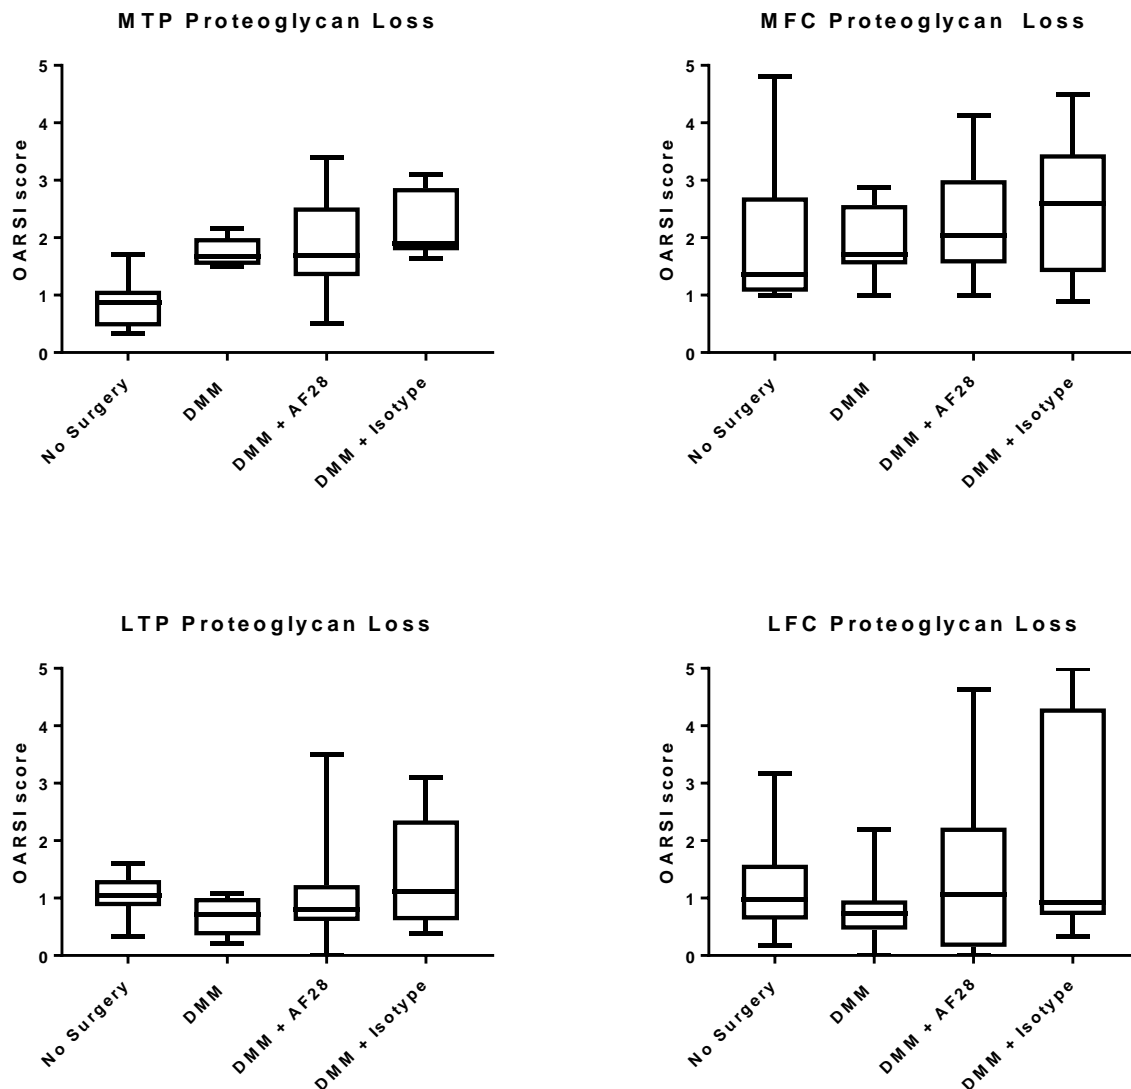 MTP Proteoglycan Loss
OARSI score
5
4
3
2
1
0
No Surgery
DMM
DMM + AF28
DMM + Isotype
MFC Proteoglycan Loss
OARSI score
5
4
3
2
1
0
No Surgery
DMM
DMM + AF28
DMM + Isotype
LTP Proteoglycan Loss
OARSI score
5
4
3
2
1
0
No Surgery
DMM
DMM + AF28
DMM + Isotype
LFC Proteoglycan Loss
OARSI score
5
4
3
2
1
0
No Surgery
DMM
DMM + AF28
DMM + Isotype